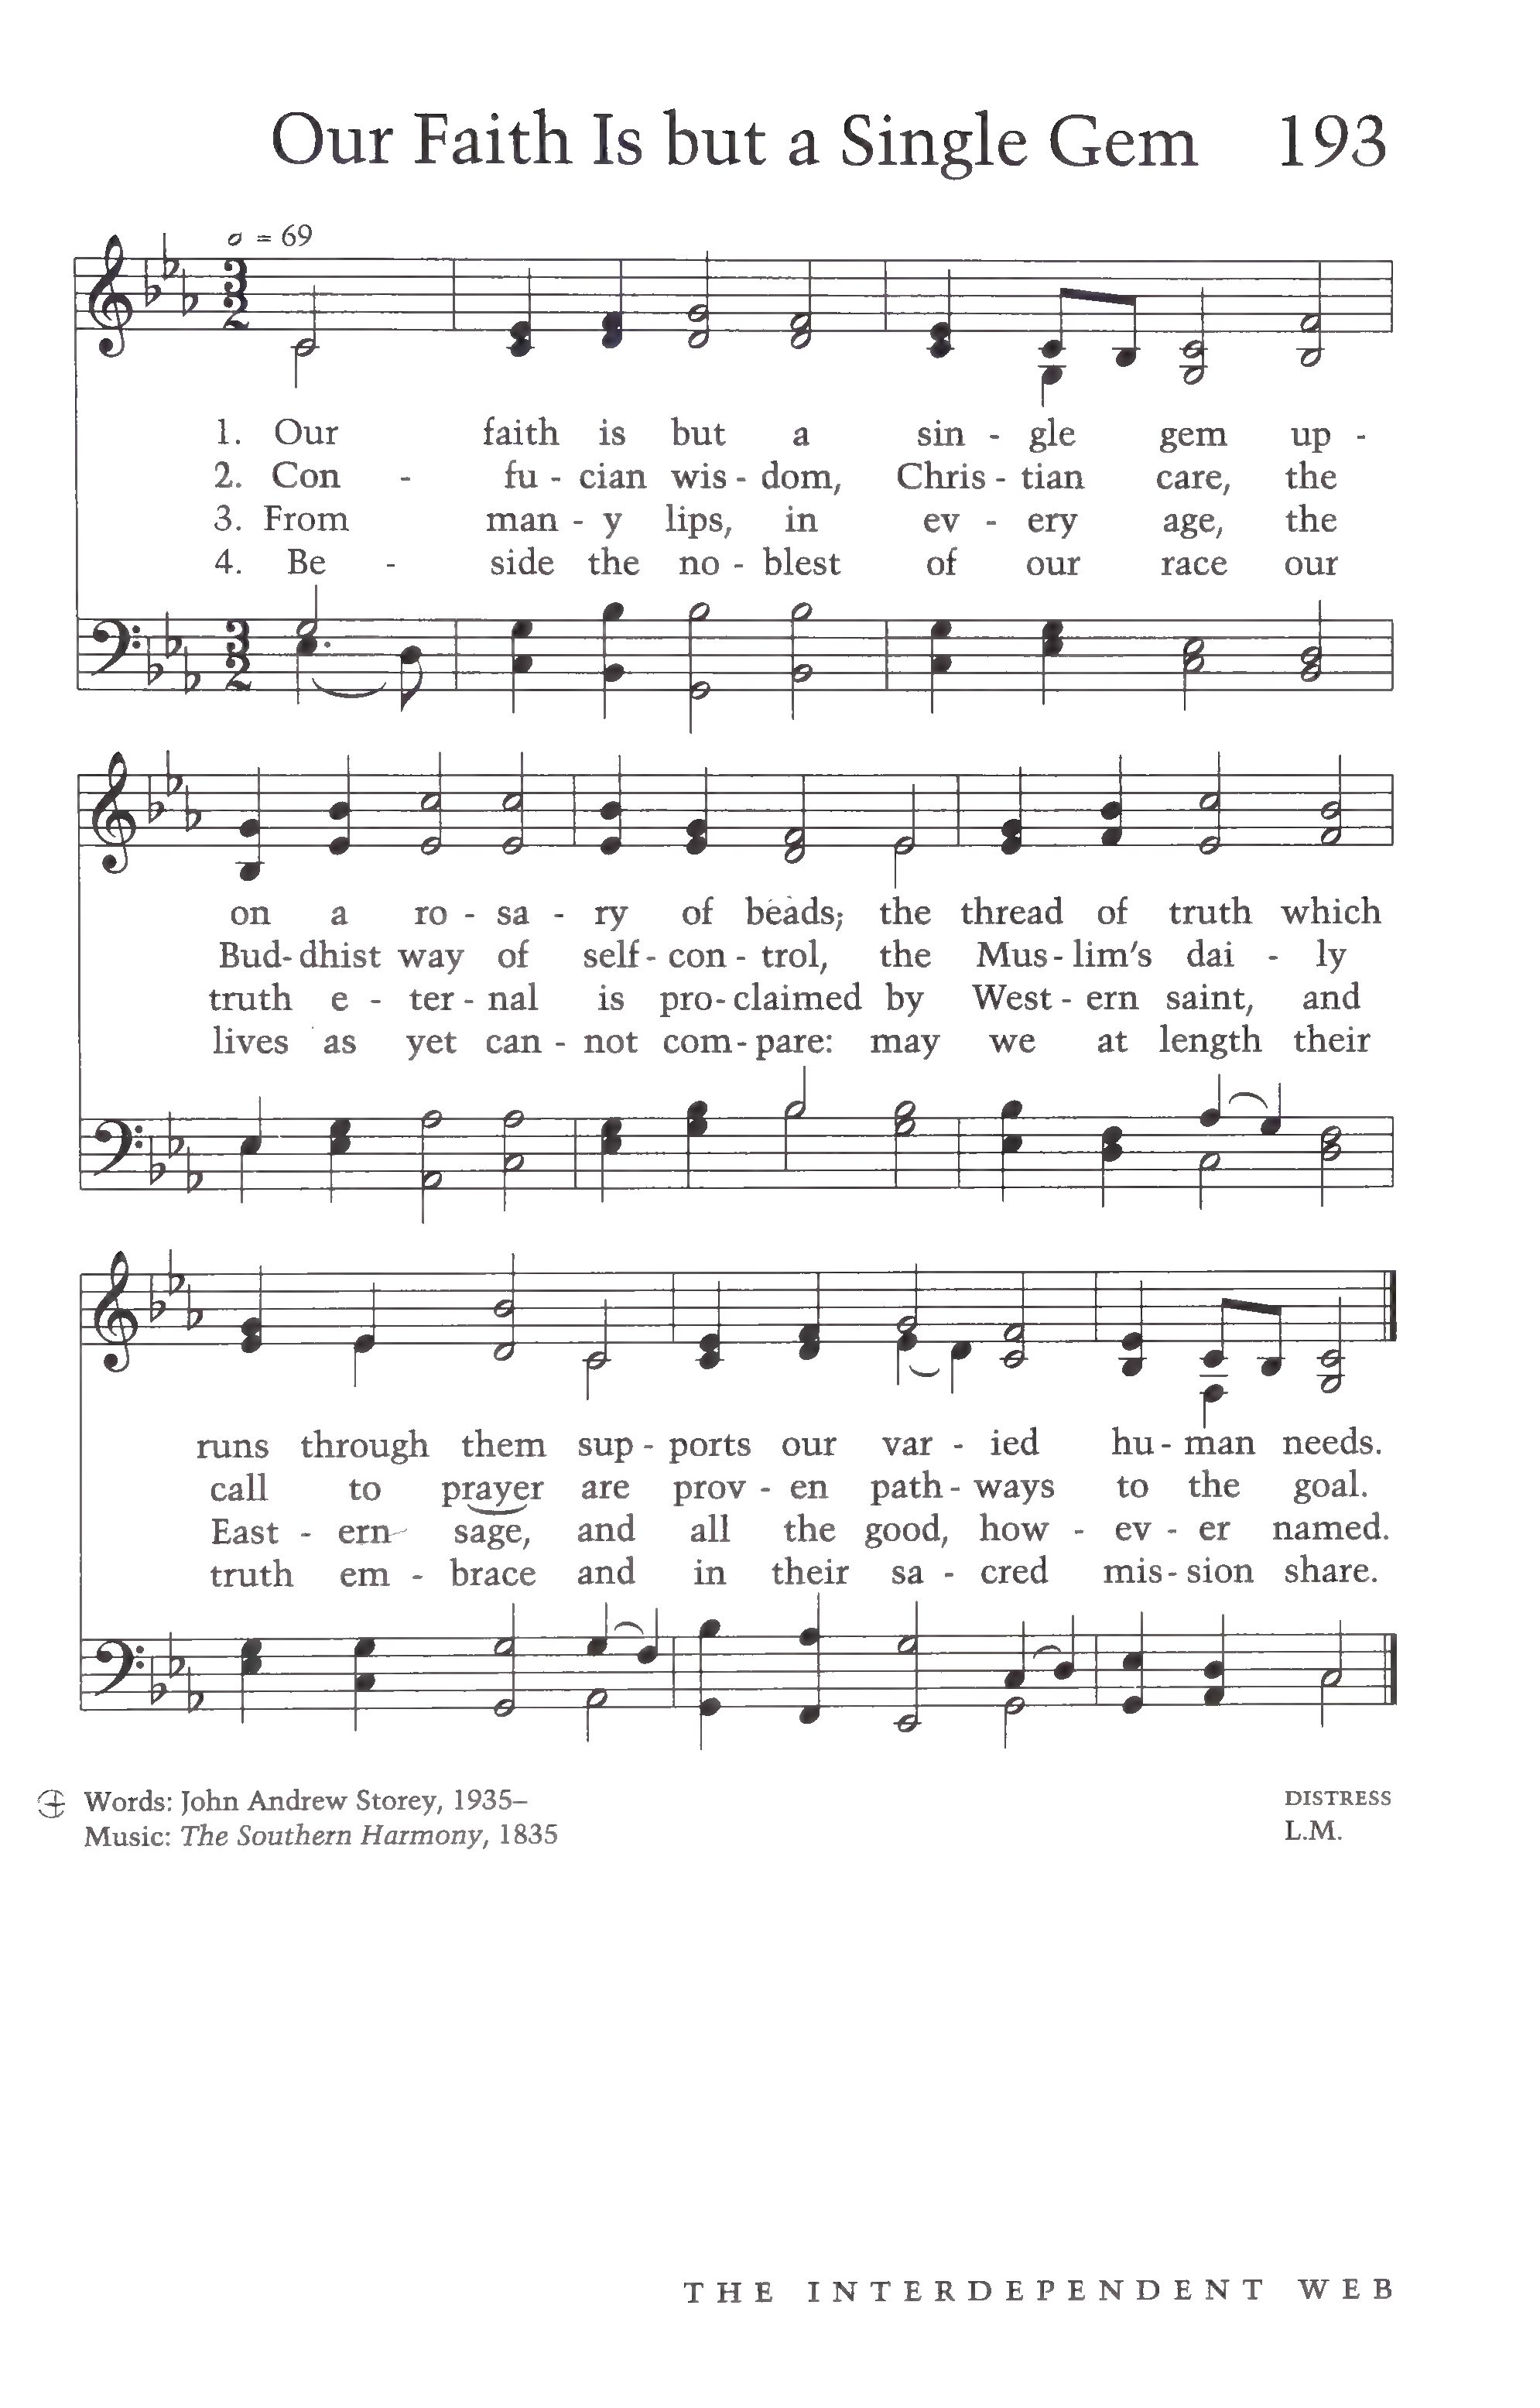 Our Faith Is but a Single Gem 193
= 69
3 2
1. Our faith is but a sin - gle gem up -
2. Con - fu - cian wis - dom, Chris - tian care, the
3. From man - y lips, in ev - ery age, the
4. Be - side the no - blest of our race our
3 2
on a ro - sa - ry of beads; the thread of truth which
Bud- dhist way of self - con - trol, the Mus - lim's dai - ly
truth e - ter - nal is pro - claimed by West - ern saint, and
lives as yet can - not com - pare: may we at length their
runs through them sup - ports our var - ied hu - man needs.
call to prayer are prov - en path - ways to the goal.
East - ern sage, and all the good, how - ev - er named.
truth em - brace and in their sa - cred mis - sion share.
Words: John Andrew Storey, 1935–
Music: The Southern Harmony, 1835
DISTRESS
L.M.
THE INTERDEPENDENT WEB